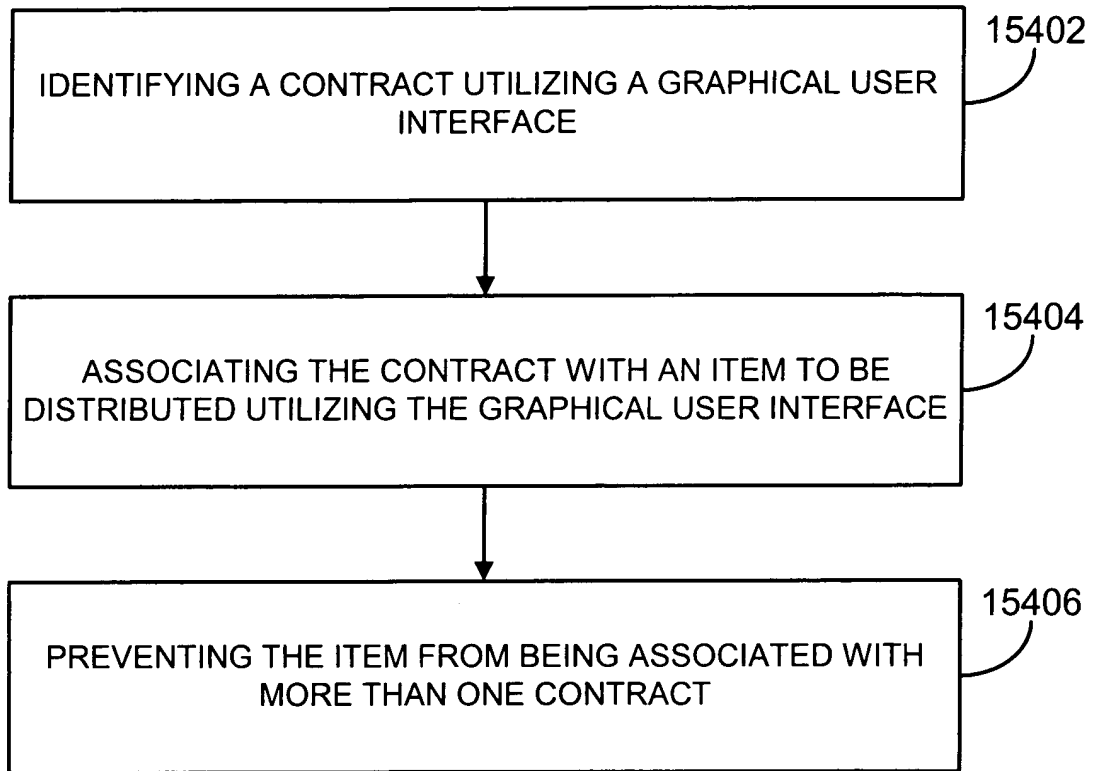 15402
IDENTIFYING A CONTRACT UTILIZING A GRAPHICAL USER
INTERFACE
15404
ASSOCIATING THE CONTRACT WITH AN ITEM TO BE
DISTRIBUTED UTILIZING THE GRAPHICAL USER INTERFACE
15406
PREVENTING THE ITEM FROM BEING ASSOCIATED WITH
MORE THAN ONE CONTRACT